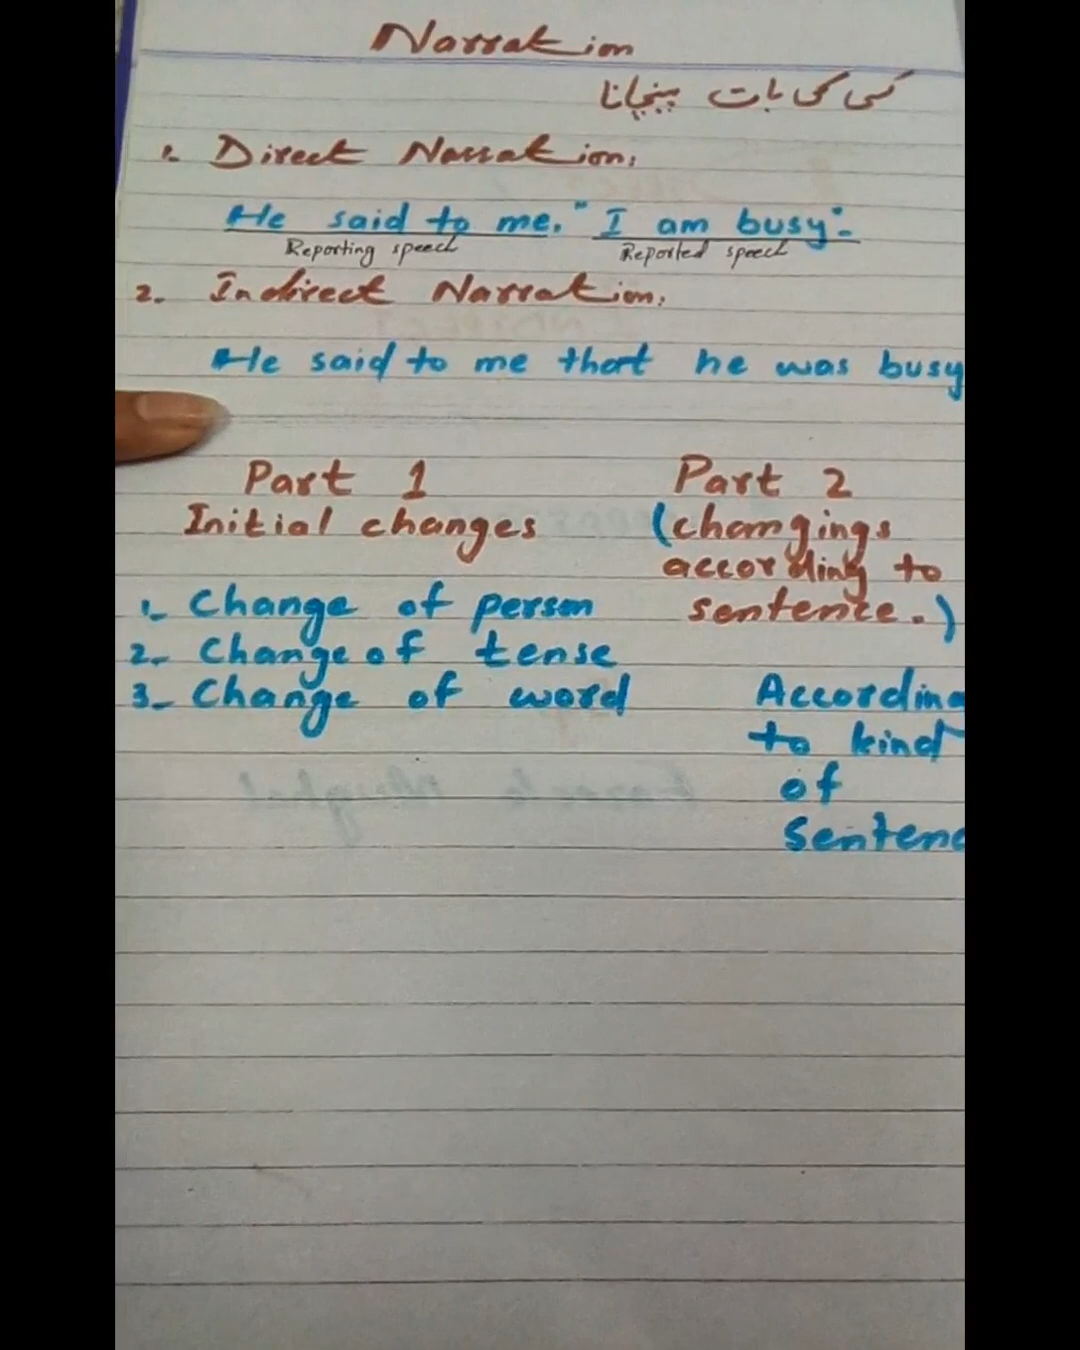 Narration
کسی کی بات پہنچانا
1. Direct Narration:
He said to me. "I am busy".
Reporting speech Reported speech
2. Indirect Narration:
He said to me that he was busy
Part 1 Part 2
Initial changes (changings
according to
1- Change of person sentence.)
2- Change of tense
3- Change of word According
to kind
of
Sentenc